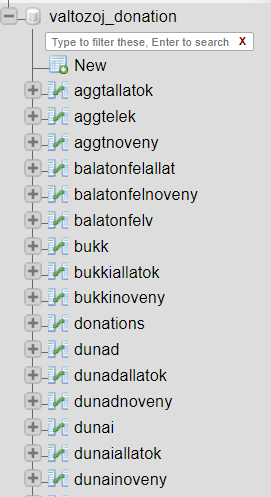 valtozoj_donation
Type to filter these, Enter to search X
New
aggtallatok
aggtelek
aggtnoveny
balatonfelallat
balatonfelnoveny
balatonfelv
bukk
bukkiallatok
bukkinoveny
donations
dunad
dunadallatok
dunadnoveny
dunai
dunaiallatok
dunainoveny